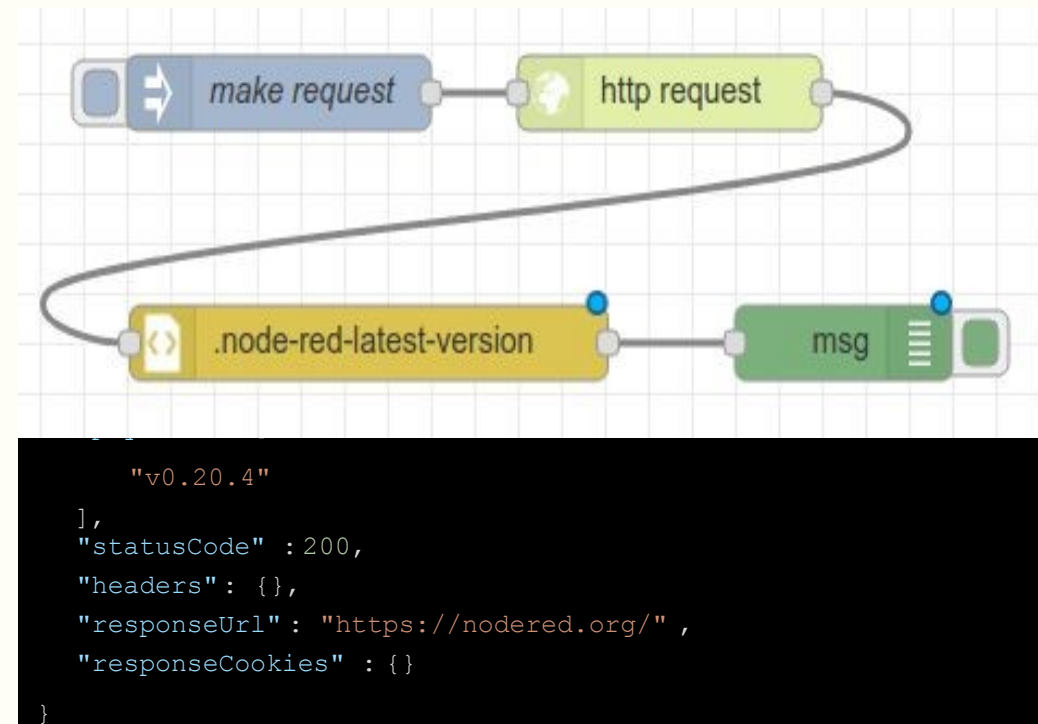 make request
http request
.node-red-latest-version
msg
"v0.20.4"
],
"statusCode" : 200,
"headers" : {},
"responseUrl" : "https://nodered.org/" ,
"responseCookies" : {}
}